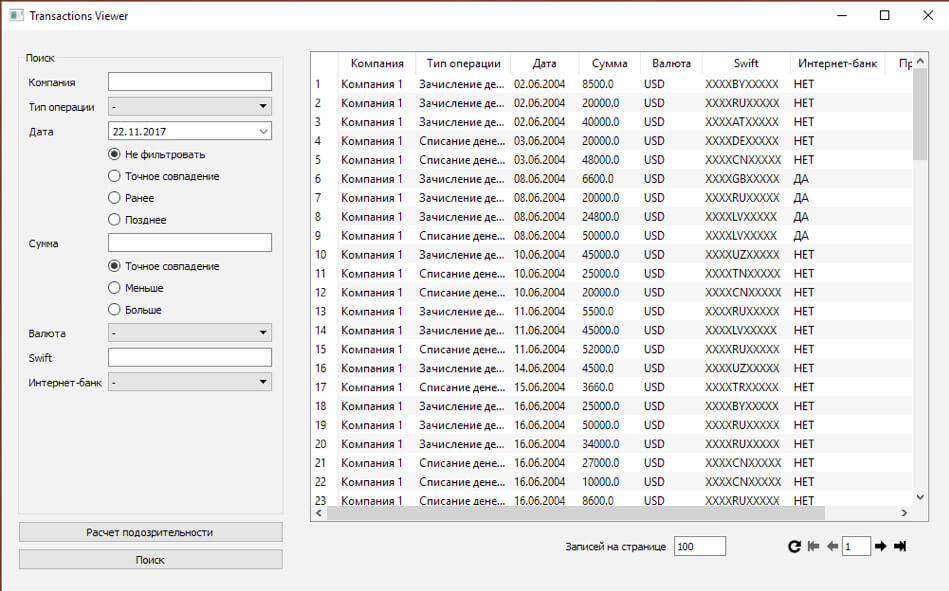 Transactions Viewer
Поиск
Компания
Тип операции -
Дата 22.11.2017
Не фильтровать
Точное совпадение
Ранее
Позднее
Сумма
Точное совпадение
Меньше
Больше
Валюта -
Swift
Интернет-банк -
Расчет подозрительности
Поиск
Компания Тип операции Дата Сумма Валюта Swift Интернет-банк Пр
1 Компания 1 Зачисление де... 02.06.2004 8500.0 USD XXXXBYXXXXX НЕТ
2 Компания 1 Зачисление де... 02.06.2004 20000.0 USD XXXXRUXXXXX НЕТ
3 Компания 1 Зачисление де... 02.06.2004 40000.0 USD XXXXATXXXXX НЕТ
4 Компания 1 Списание дене... 03.06.2004 20000.0 USD XXXXDEXXXXX НЕТ
5 Компания 1 Списание дене... 03.06.2004 48000.0 USD XXXXCNXXXXX НЕТ
6 Компания 1 Зачисление де... 08.06.2004 6600.0 USD XXXXGBXXXXX ДА
7 Компания 1 Зачисление де... 08.06.2004 20000.0 USD XXXXRUXXXXX ДА
8 Компания 1 Зачисление де... 08.06.2004 24800.0 USD XXXXLVXXXXX ДА
9 Компания 1 Списание дене... 08.06.2004 50000.0 USD XXXXLVXXXXX ДА
10 Компания 1 Зачисление де... 10.06.2004 45000.0 USD XXXXUZXXXXX НЕТ
11 Компания 1 Списание дене... 10.06.2004 25000.0 USD XXXXTNXXXXX НЕТ
12 Компания 1 Списание дене... 10.06.2004 20000.0 USD XXXXCNXXXXX НЕТ
13 Компания 1 Зачисление де... 11.06.2004 5500.0 USD XXXXRUXXXXX НЕТ
14 Компания 1 Зачисление де... 11.06.2004 45000.0 USD XXXXLVXXXXX НЕТ
15 Компания 1 Списание дене... 11.06.2004 52000.0 USD XXXXRUXXXXX НЕТ
16 Компания 1 Зачисление де... 14.06.2004 4500.0 USD XXXXUZXXXXX НЕТ
17 Компания 1 Списание дене... 15.06.2004 3660.0 USD XXXXTRXXXXX НЕТ
18 Компания 1 Зачисление де... 16.06.2004 25000.0 USD XXXXBYXXXXX НЕТ
19 Компания 1 Зачисление де... 16.06.2004 50000.0 USD XXXXRUXXXXX НЕТ
20 Компания 1 Зачисление де... 16.06.2004 34000.0 USD XXXXRUXXXXX НЕТ
21 Компания 1 Списание дене... 16.06.2004 27000.0 USD XXXXCNXXXXX НЕТ
22 Компания 1 Списание дене... 16.06.2004 10000.0 USD XXXXCNXXXXX НЕТ
23 Компания 1 Списание дене... 16.06.2004 8600.0 USD XXXXRUXXXXX НЕТ
Записей на странице 100 1